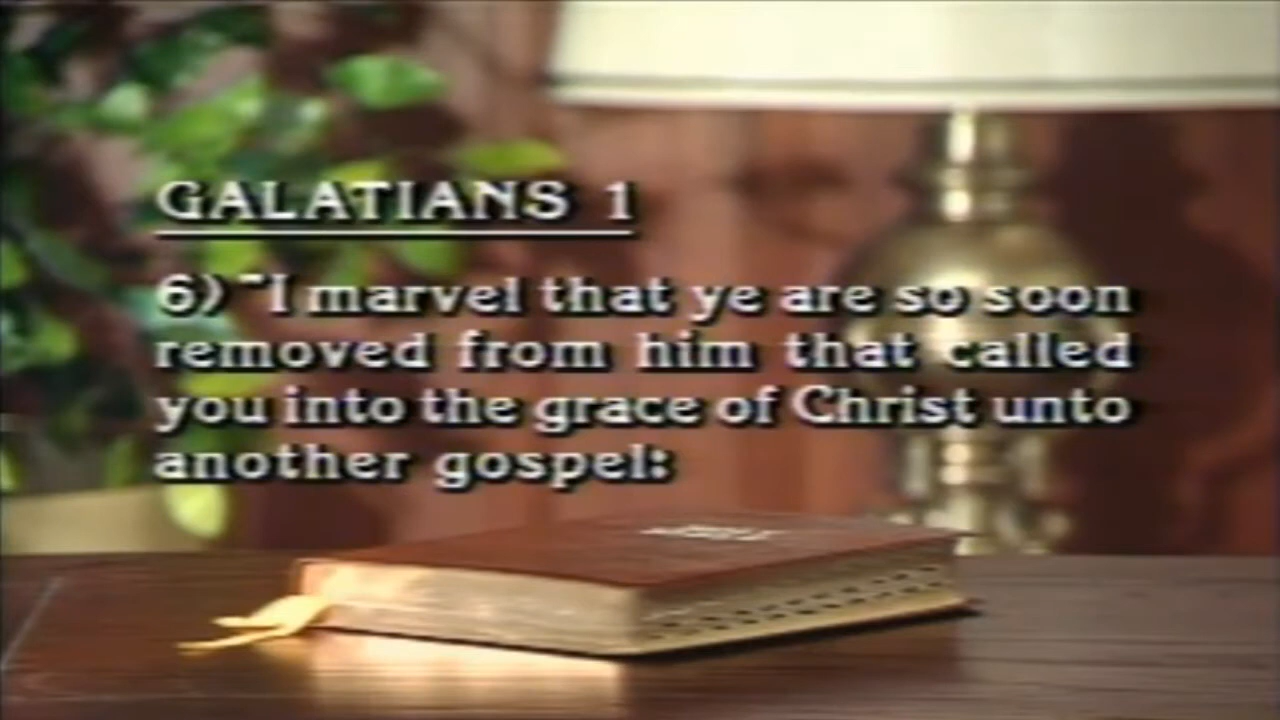 GALATIANS 1
6) "I marvel that ye are so soon
removed from him that called
you into the grace of Christ unto
another gospel: